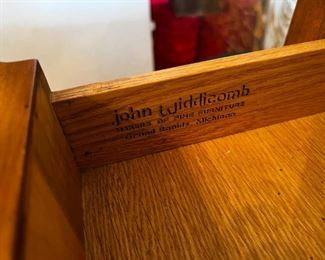 john widdicomb
MAKERS OF FINE FURNITURE
Grand Rapids, Michigan